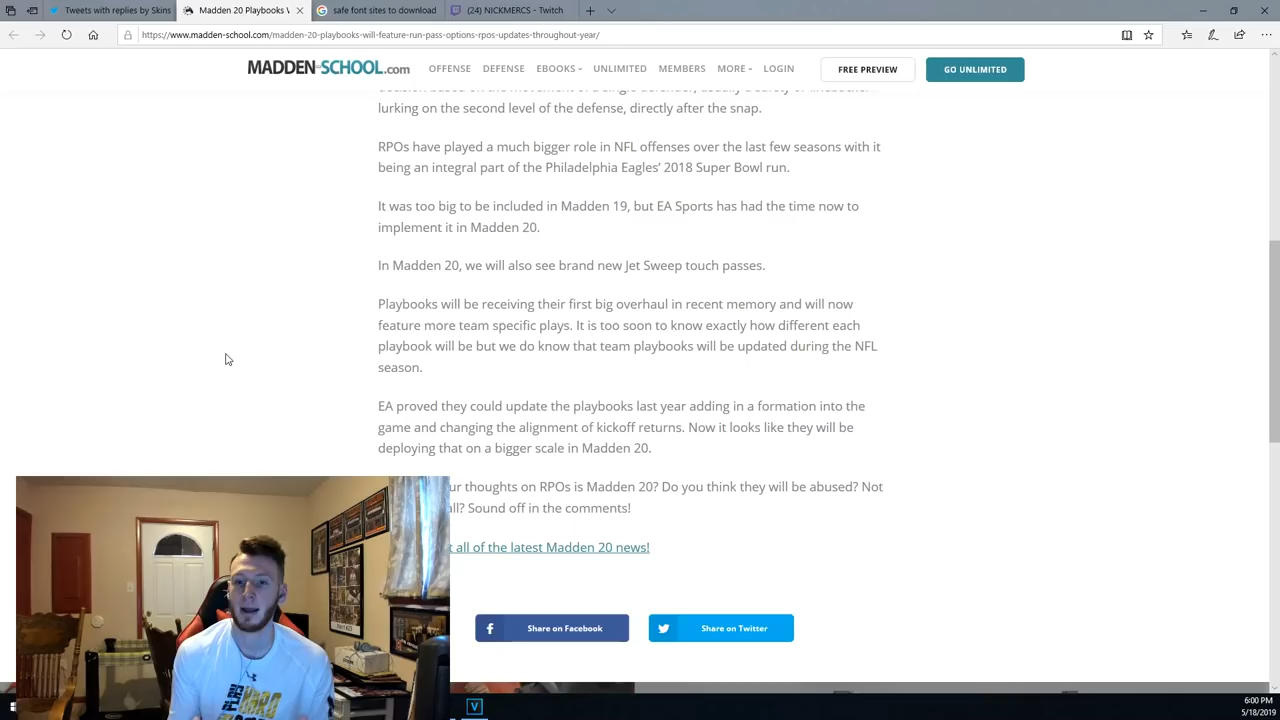 Tweets with replies by Skins
Madden 20 Playbooks W
safe font sites to download
(24) NICKMERCS - Twitch
https://www.madden-school.com/madden-20-playbooks-will-feature-run-pass-options-rpos-updates-throughout-year/
MADDEN-SCHOOL.com
OFFENSE
DEFENSE
EBOOKS
UNLIMITED
MEMBERS
MORE
LOGIN
FREE PREVIEW
GO UNLIMITED
lurking on the second level of the defense, directly after the snap.
RPOs have played a much bigger role in NFL offenses over the last few seasons with it
being an integral part of the Philadelphia Eagles’ 2018 Super Bowl run.
It was too big to be included in Madden 19, but EA Sports has had the time now to
implement it in Madden 20.
In Madden 20, we will also see brand new Jet Sweep touch passes.
Playbooks will be receiving their first big overhaul in recent memory and will now
feature more team specific plays. It is too soon to know exactly how different each
playbook will be but we do know that team playbooks will be updated during the NFL
season.
EA proved they could update the playbooks last year adding in a formation into the
game and changing the alignment of kickoff returns. Now it looks like they will be
deploying that on a bigger scale in Madden 20.
ur thoughts on RPOs is Madden 20? Do you think they will be abused? Not
all? Sound off in the comments!
t all of the latest Madden 20 news!
Share on Facebook
Share on Twitter
6:00 PM
5/18/2019